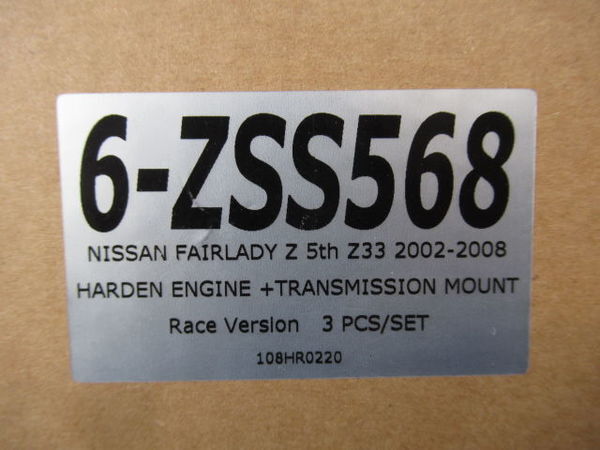 6-ZSS568
NISSAN FAIRLADY Z 5th Z33 2002-2008
HARDEN ENGINE +TRANSMISSION MOUNT
Race Version 3 PCS/SET
108HR0220